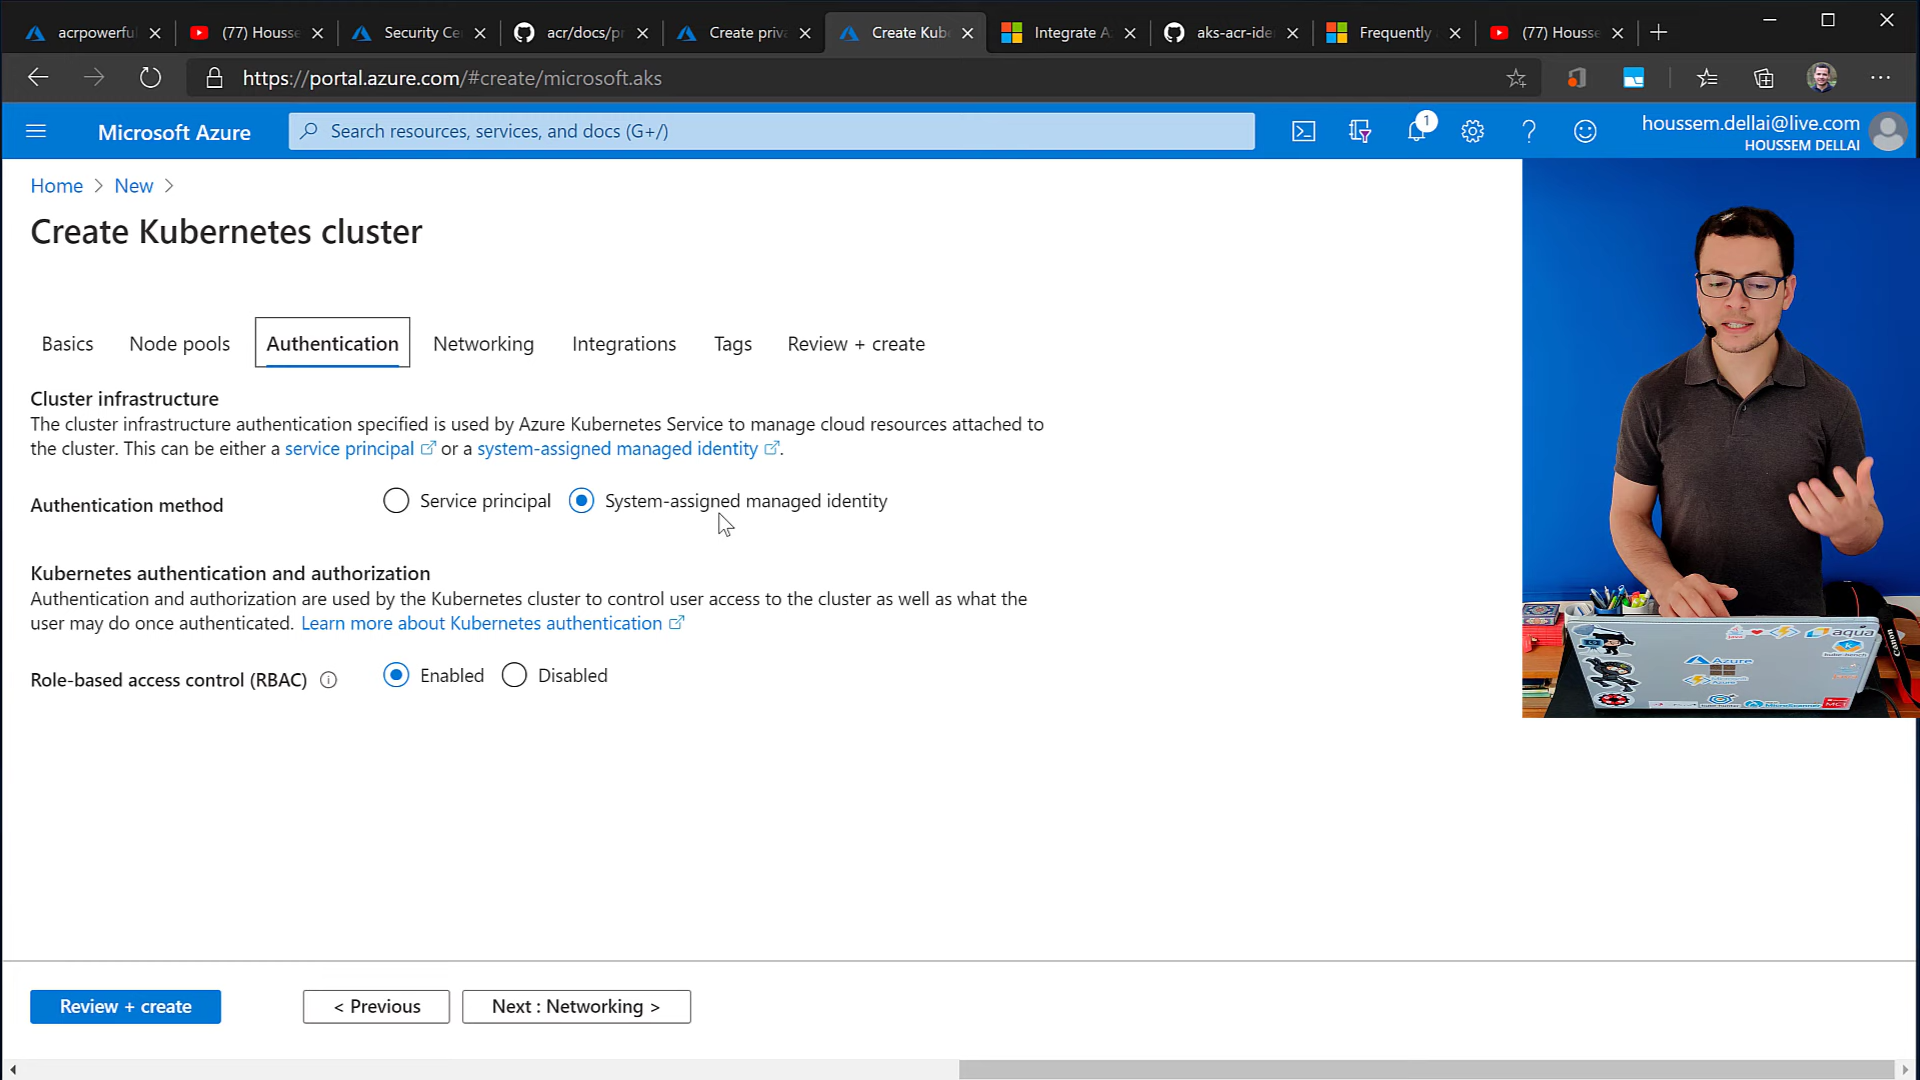 acrpowerful
(77) Housse
Security Ce
acr/docs/pr
Create priva
Create Kub
Integrate A
aks-acr-ide
Frequently
(77) Housse
https://portal.azure.com/#create/microsoft.aks
Microsoft Azure
Search resources, services, and docs (G+/)
1
houssem.dellai@live.com
HOUSSEM DELLAI
Home > New >
Create Kubernetes cluster
Basics
Node pools
Authentication
Networking
Integrations
Tags
Review + create
Cluster infrastructure
The cluster infrastructure authentication specified is used by Azure Kubernetes Service to manage cloud resources attached to
the cluster. This can be either a service principal or a system-assigned managed identity.
Authentication method
Service principal
System-assigned managed identity
Kubernetes authentication and authorization
Authentication and authorization are used by the Kubernetes cluster to control user access to the cluster as well as what the
user may do once authenticated. Learn more about Kubernetes authentication
Role-based access control (RBAC)
Enabled
Disabled
aqua
Azure
Canon
Review + create
< Previous
Next : Networking >